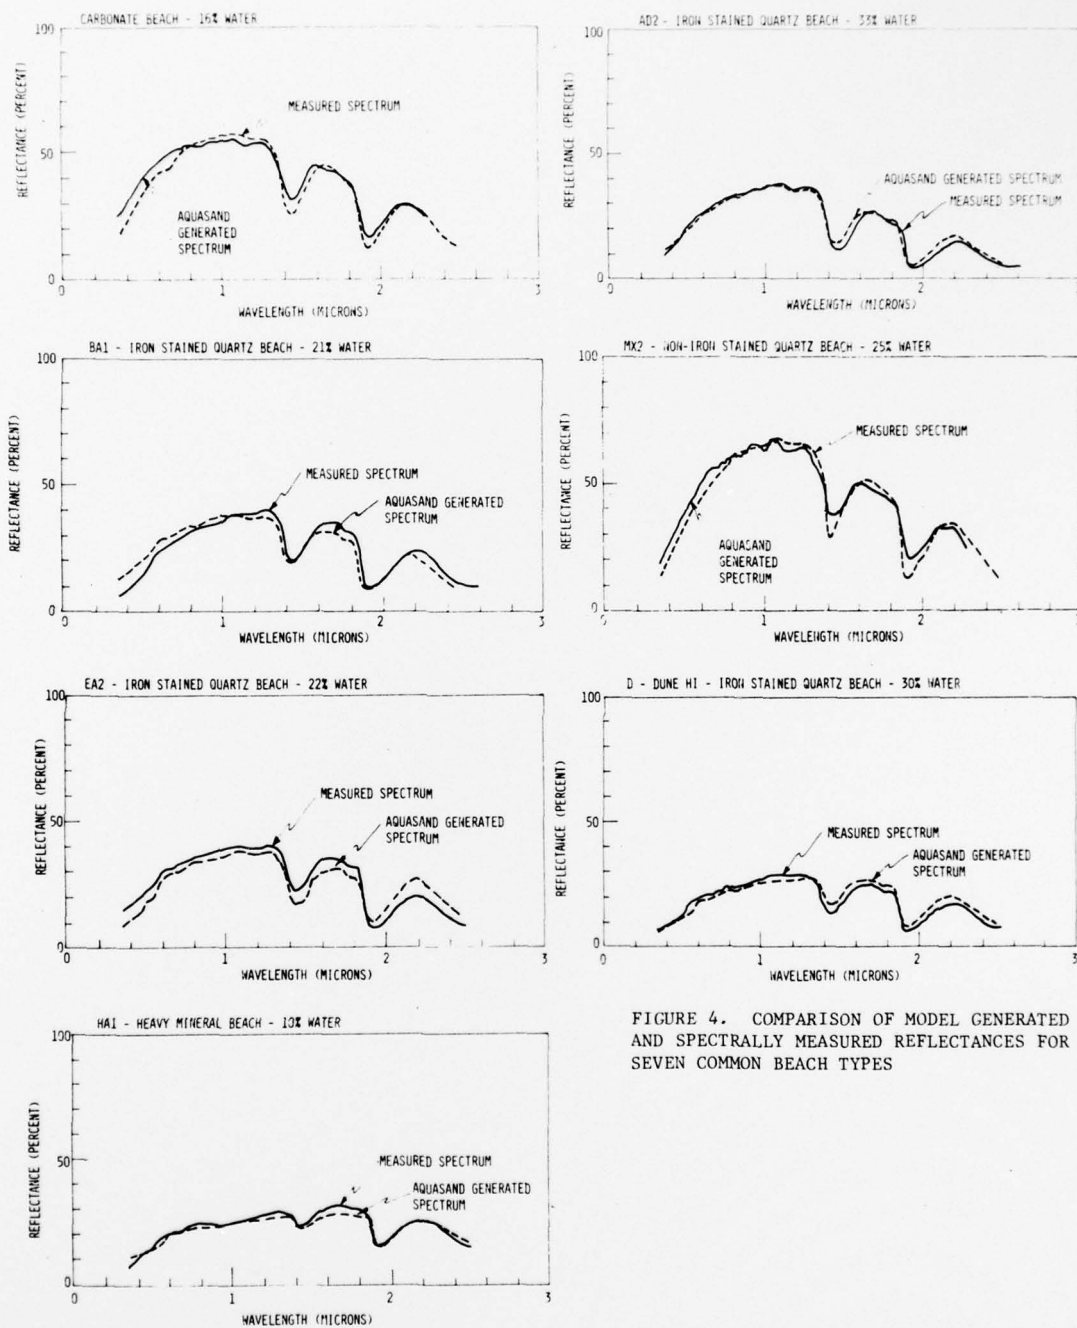 CARBONATE BEACH - 16% WATER
100
50
0
0 1 2 3
REFLECTANCE (PERCENT)
MEASURED SPECTRUM
AQUASAND
GENERATED
SPECTRUM
WAVELENGTH (MICRONS)
AD2 - IRON STAINED QUARTZ BEACH - 33% WATER
100
50
0
0 1 2 3
REFLECTANCE (PERCENT)
AQUASAND GENERATED SPECTRUM
MEASURED SPECTRUM
WAVELENGTH (MICRONS)
BA1 - IRON STAINED QUARTZ BEACH - 21% WATER
100
50
0
0 1 2 3
REFLECTANCE (PERCENT)
MEASURED SPECTRUM
AQUASAND GENERATED
SPECTRUM
WAVELENGTH (MICRONS)
MX2 - NON-IRON STAINED QUARTZ BEACH - 25% WATER
100
50
0
0 1 2 3
REFLECTANCE (PERCENT)
MEASURED SPECTRUM
AQUASAND
GENERATED
SPECTRUM
WAVELENGTH (MICRONS)
EA2 - IRON STAINED QUARTZ BEACH - 22% WATER
100
50
0
0 1 2 3
REFLECTANCE (PERCENT)
MEASURED SPECTRUM
AQUASAND GENERATED
SPECTRUM
WAVELENGTH (MICRONS)
D - DUNE HI - IRON STAINED QUARTZ BEACH - 30% WATER
100
50
0
0 1 2 3
REFLECTANCE (PERCENT)
MEASURED SPECTRUM
AQUASAND GENERATED
SPECTRUM
WAVELENGTH (MICRONS)
HA1 - HEAVY MINERAL BEACH - 10% WATER
100
50
0
0 1 2 3
REFLECTANCE (PERCENT)
MEASURED SPECTRUM
AQUASAND GENERATED
SPECTRUM
WAVELENGTH (MICRONS)
FIGURE 4. COMPARISON OF MODEL GENERATED
AND SPECTRALLY MEASURED REFLECTANCES FOR
SEVEN COMMON BEACH TYPES